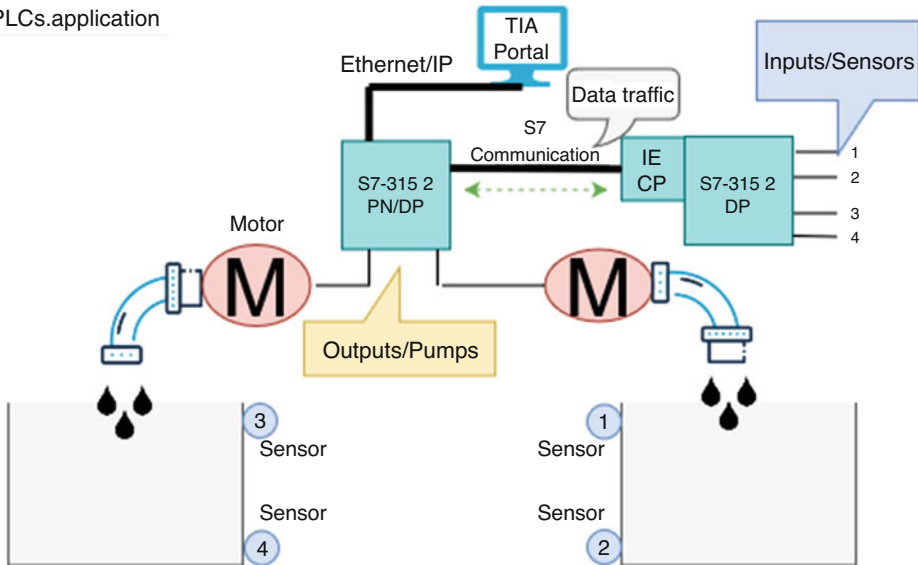 PLCs.application
TIA
Portal
Ethernet/IP
Inputs/Sensors
Data traffic
S7
Communication
IE
CP
S7-315 2
PN/DP
S7-315 2
DP
1
2
3
4
Motor
M
M
Outputs/Pumps
3
Sensor
Sensor
4
1
Sensor
Sensor
2